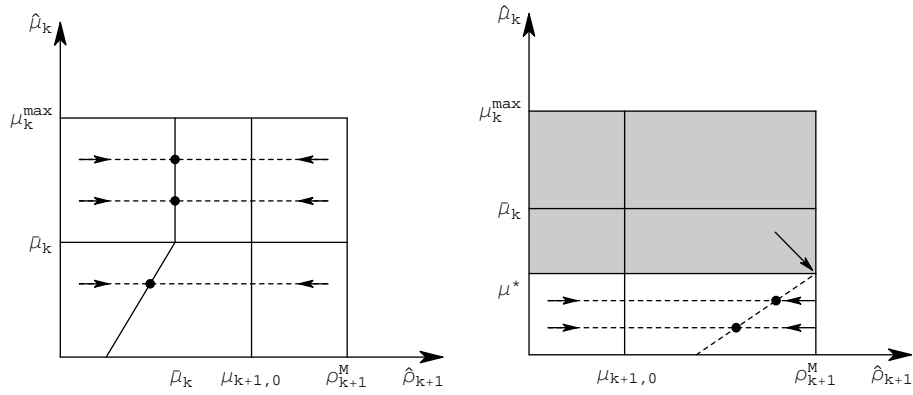 μ̂_k
μ_k^max
μ̄_k
μ̄_k μ_{k+1,0} ρ_{k+1}^M ρ̂_{k+1}
μ̂_k
μ_k^max
μ̄_k
μ*
μ_{k+1,0} ρ_{k+1}^M ρ̂_{k+1}